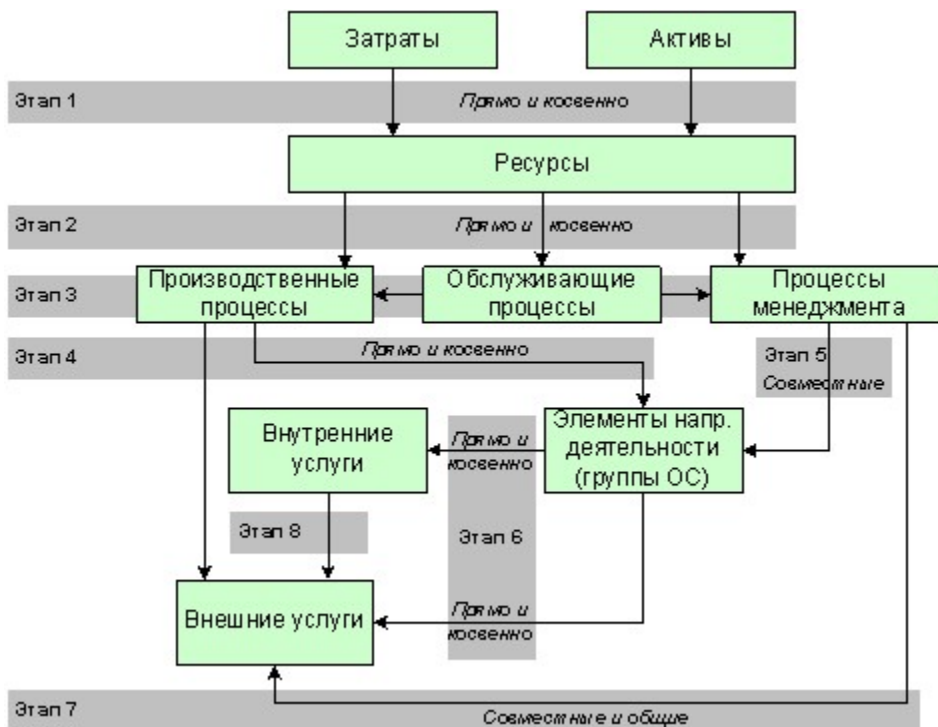 Затраты
Активы
Этап 1
Прямо и косвенно
Ресурсы
Этап 2
Прямо и косвенно
Этап 3
Производственные
процессы
Обслуживающие
процессы
Процессы
менеджмента
Этап 4
Прямо и косвенно
Этап 5
Совместные
Внутренние
услуги
Прямо и
косвенно
Элементы напр.
деятельности
(группы ОС)
Этап 8
Этап 6
Внешние услуги
Прямо и
косвенно
Этап 7
Совместные и общие